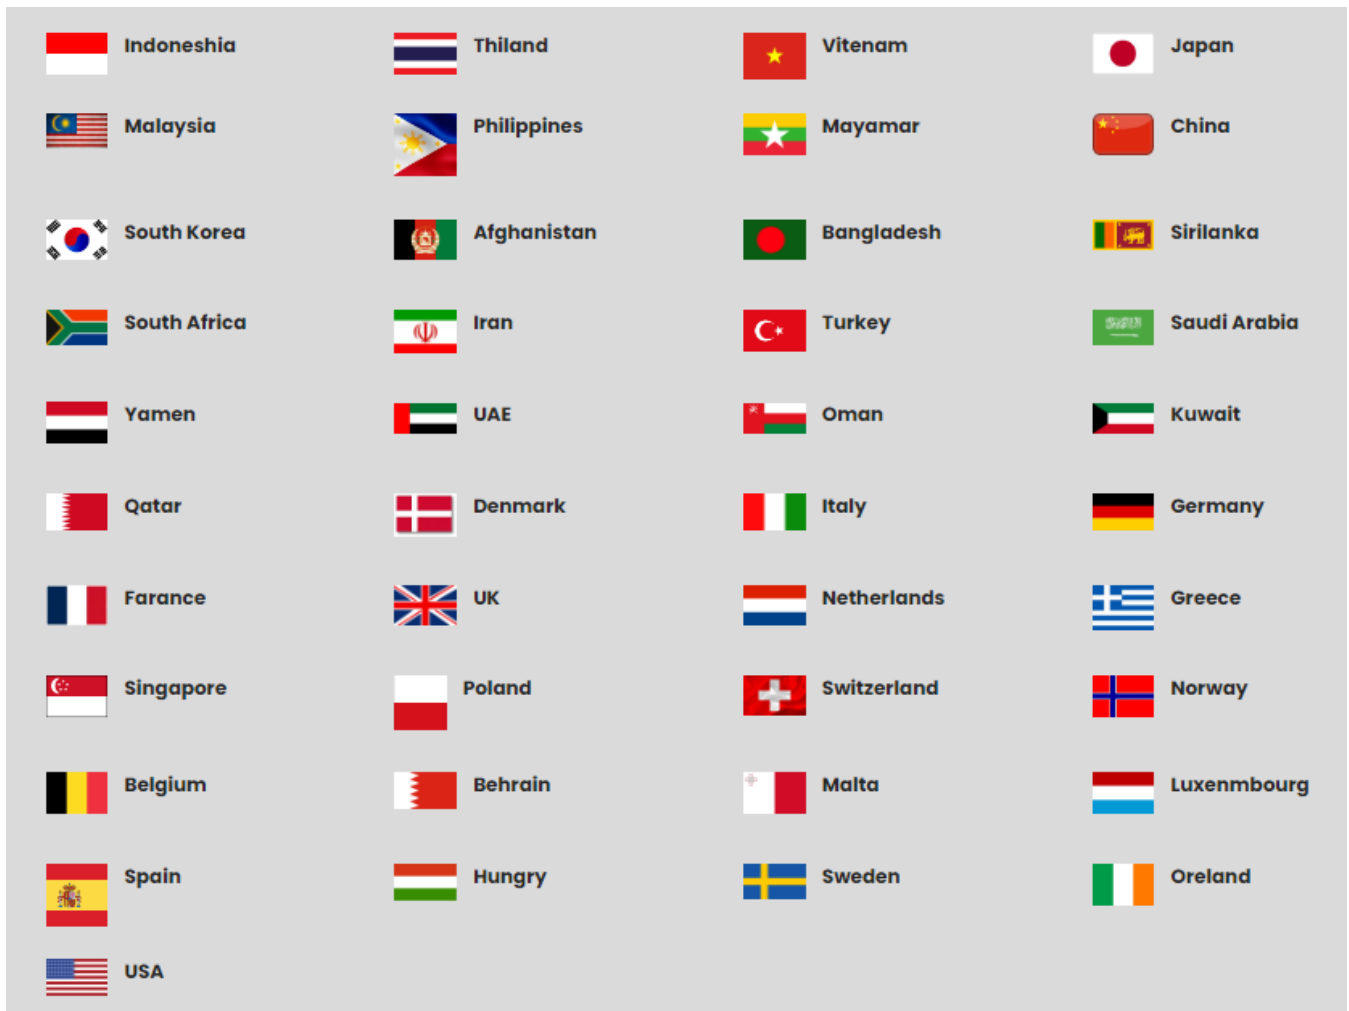 Indoneshia
Thiland
Vitenam
Japan
Malaysia
Philippines
Mayamar
China
South Korea
Afghanistan
Bangladesh
Sirilanka
South Africa
Iran
Turkey
Saudi Arabia
Yamen
UAE
Oman
Kuwait
Qatar
Denmark
Italy
Germany
Farance
UK
Netherlands
Greece
Singapore
Poland
Switzerland
Norway
Belgium
Behrain
Malta
Luxenmbourg
Spain
Hungry
Sweden
Oreland
USA